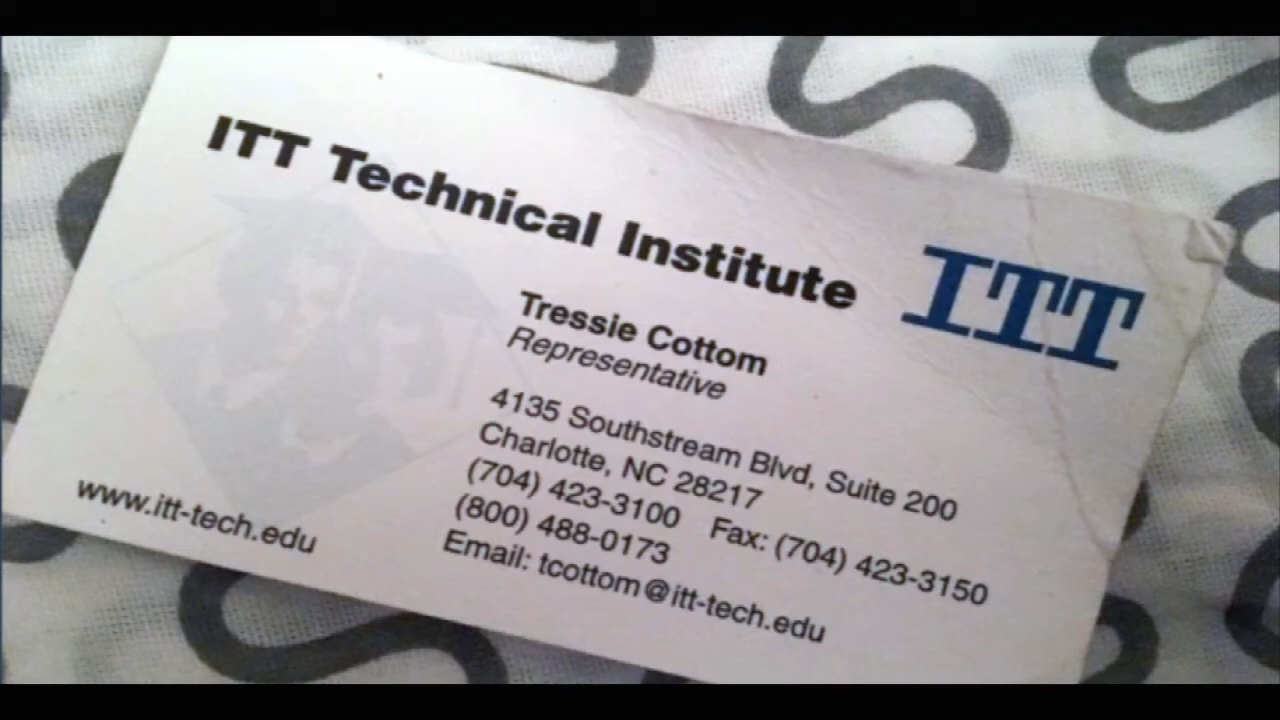 ITT Technical Institute
ITT
Tressie Cottom
Representative
4135 Southstream Blvd, Suite 200
Charlotte, NC 28217
(704) 423-3100 Fax: (704) 423-3150
(800) 488-0173
Email: tcottom@itt-tech.edu
www.itt-tech.edu